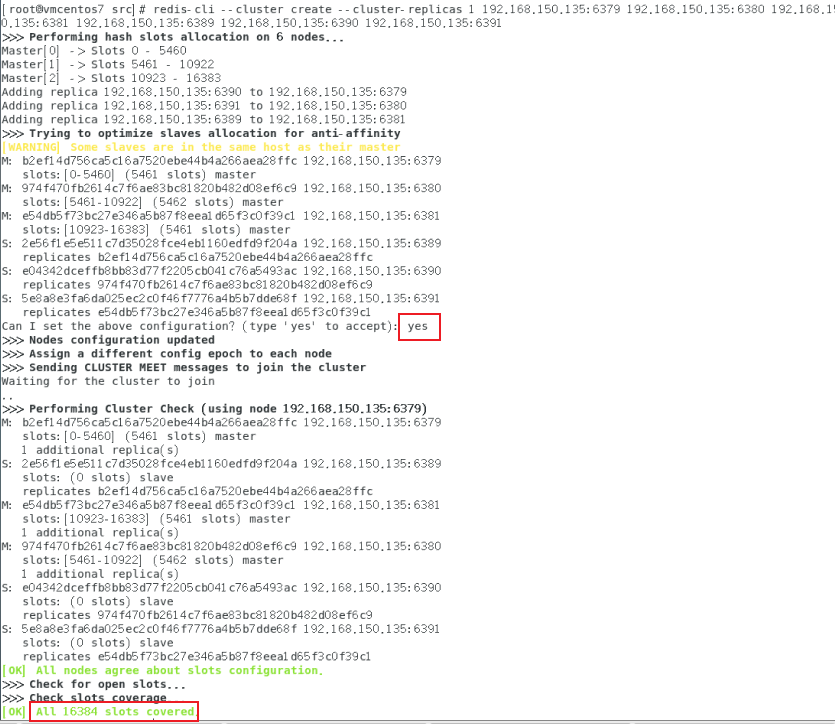 [root@vmcentos7 src]# redis-cli --cluster create --cluster-replicas 1 192.168.150.135:6379 192.168.150.135:6380 192.168.15
0.135:6381 192.168.150.135:6389 192.168.150.135:6390 192.168.150.135:6391
>>> Performing hash slots allocation on 6 nodes...
Master[0] -> Slots 0 - 5460
Master[1] -> Slots 5461 - 10922
Master[2] -> Slots 10923 - 16383
Adding replica 192.168.150.135:6390 to 192.168.150.135:6379
Adding replica 192.168.150.135:6391 to 192.168.150.135:6380
Adding replica 192.168.150.135:6389 to 192.168.150.135:6381
>>> Trying to optimize slaves allocation for anti-affinity
[WARNING] Some slaves are in the same host as their master
M: b2ef14d756ca5c16a7520ebe44b4a266aea28ffc 192.168.150.135:6379
slots:[0-5460] (5461 slots) master
M: 974f470fb2614c7f6ae83bc81820b482d08ef6c9 192.168.150.135:6380
slots:[5461-10922] (5462 slots) master
M: e54db5f73bc27e346a5b87f8eea1d65f3c0f39c1 192.168.150.135:6381
slots:[10923-16383] (5461 slots) master
S: 2e56f1e5e511c7d35028fce4eb1160edfd9f204a 192.168.150.135:6389
replicates b2ef14d756ca5c16a7520ebe44b4a266aea28ffc
S: e04342dceffb8bb83d77f2205cb041c76a5493ac 192.168.150.135:6390
replicates 974f470fb2614c7f6ae83bc81820b482d08ef6c9
S: 5e8a8e3fa6da025ec2c0f46f7776a4b5b7dde68f 192.168.150.135:6391
replicates e54db5f73bc27e346a5b87f8eea1d65f3c0f39c1
Can I set the above configuration? (type 'yes' to accept): yes
>>> Nodes configuration updated
>>> Assign a different config epoch to each node
>>> Sending CLUSTER MEET messages to join the cluster
Waiting for the cluster to join
..
>>> Performing Cluster Check (using node 192.168.150.135:6379)
M: b2ef14d756ca5c16a7520ebe44b4a266aea28ffc 192.168.150.135:6379
slots:[0-5460] (5461 slots) master
1 additional replica(s)
S: 2e56f1e5e511c7d35028fce4eb1160edfd9f204a 192.168.150.135:6389
slots: (0 slots) slave
replicates b2ef14d756ca5c16a7520ebe44b4a266aea28ffc
M: e54db5f73bc27e346a5b87f8eea1d65f3c0f39c1 192.168.150.135:6381
slots:[10923-16383] (5461 slots) master
1 additional replica(s)
M: 974f470fb2614c7f6ae83bc81820b482d08ef6c9 192.168.150.135:6380
slots:[5461-10922] (5462 slots) master
1 additional replica(s)
S: e04342dceffb8bb83d77f2205cb041c76a5493ac 192.168.150.135:6390
slots: (0 slots) slave
replicates 974f470fb2614c7f6ae83bc81820b482d08ef6c9
S: 5e8a8e3fa6da025ec2c0f46f7776a4b5b7dde68f 192.168.150.135:6391
slots: (0 slots) slave
replicates e54db5f73bc27e346a5b87f8eea1d65f3c0f39c1
[OK] All nodes agree about slots configuration.
>>> Check for open slots...
>>> Check slots coverage
[OK] All 16384 slots covered